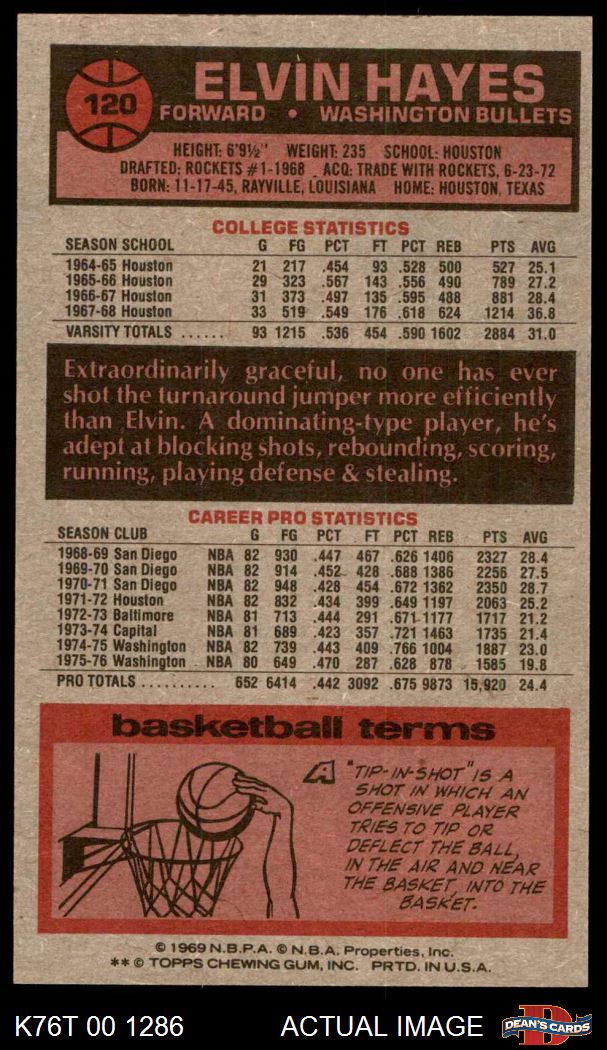 120
ELVIN HAYES
FORWARD • WASHINGTON BULLETS
HEIGHT: 6'9½" WEIGHT: 235 SCHOOL: HOUSTON
DRAFTED: ROCKETS #1-1968 ACQ: TRADE WITH ROCKETS, 6-23-72
BORN: 11-17-45, RAYVILLE, LOUISIANA HOME: HOUSTON, TEXAS
COLLEGE STATISTICS
SEASON SCHOOL G FG PCT FT PCT REB PTS AVG
1964-65 Houston 21 217 .454 93 .528 500 527 25.1
1965-66 Houston 29 323 .567 143 .556 490 789 27.2
1966-67 Houston 31 373 .497 135 .595 488 881 28.4
1967-68 Houston 33 519 .549 176 .618 624 1214 36.8
VARSITY TOTALS ...... 93 1215 .536 454 .590 1602 2884 31.0
Extraordinarily graceful, no one has ever
shot the turnaround jumper more efficiently
than Elvin. A dominating-type player, he's
adept at blocking shots, rebounding, scoring,
running, playing defense & stealing.
CAREER PRO STATISTICS
SEASON CLUB G FG PCT FT PCT REB PTS AVG
1968-69 San Diego NBA 82 930 .447 467 .626 1406 2327 28.4
1969-70 San Diego NBA 82 914 .452 428 .688 1386 2256 27.5
1970-71 San Diego NBA 82 948 .428 454 .672 1362 2350 28.7
1971-72 Houston NBA 82 832 .434 399 .649 1197 2063 25.2
1972-73 Baltimore NBA 81 713 .444 291 .671 1177 1717 21.2
1973-74 Capital NBA 81 689 .423 357 .721 1463 1735 21.4
1974-75 Washington NBA 82 739 .443 409 .766 1004 1887 23.0
1975-76 Washington NBA 80 649 .470 287 .628 878 1585 19.8
PRO TOTALS .......... 652 6414 .442 3092 .675 9873 15,920 24.4
basketball terms
A "TIP-IN-SHOT" IS A
SHOT IN WHICH AN
OFFENSIVE PLAYER
TRIES TO TIP OR
DEFLECT THE BALL,
IN THE AIR AND NEAR
THE BASKET, INTO THE
BASKET.
© 1969 N.B.P.A. © N.B.A. Properties, Inc.
** © TOPPS CHEWING GUM, INC. PRTD. IN U.S.A.
K76T 00 1286 ACTUAL IMAGE
D
DEAN'S CARDS